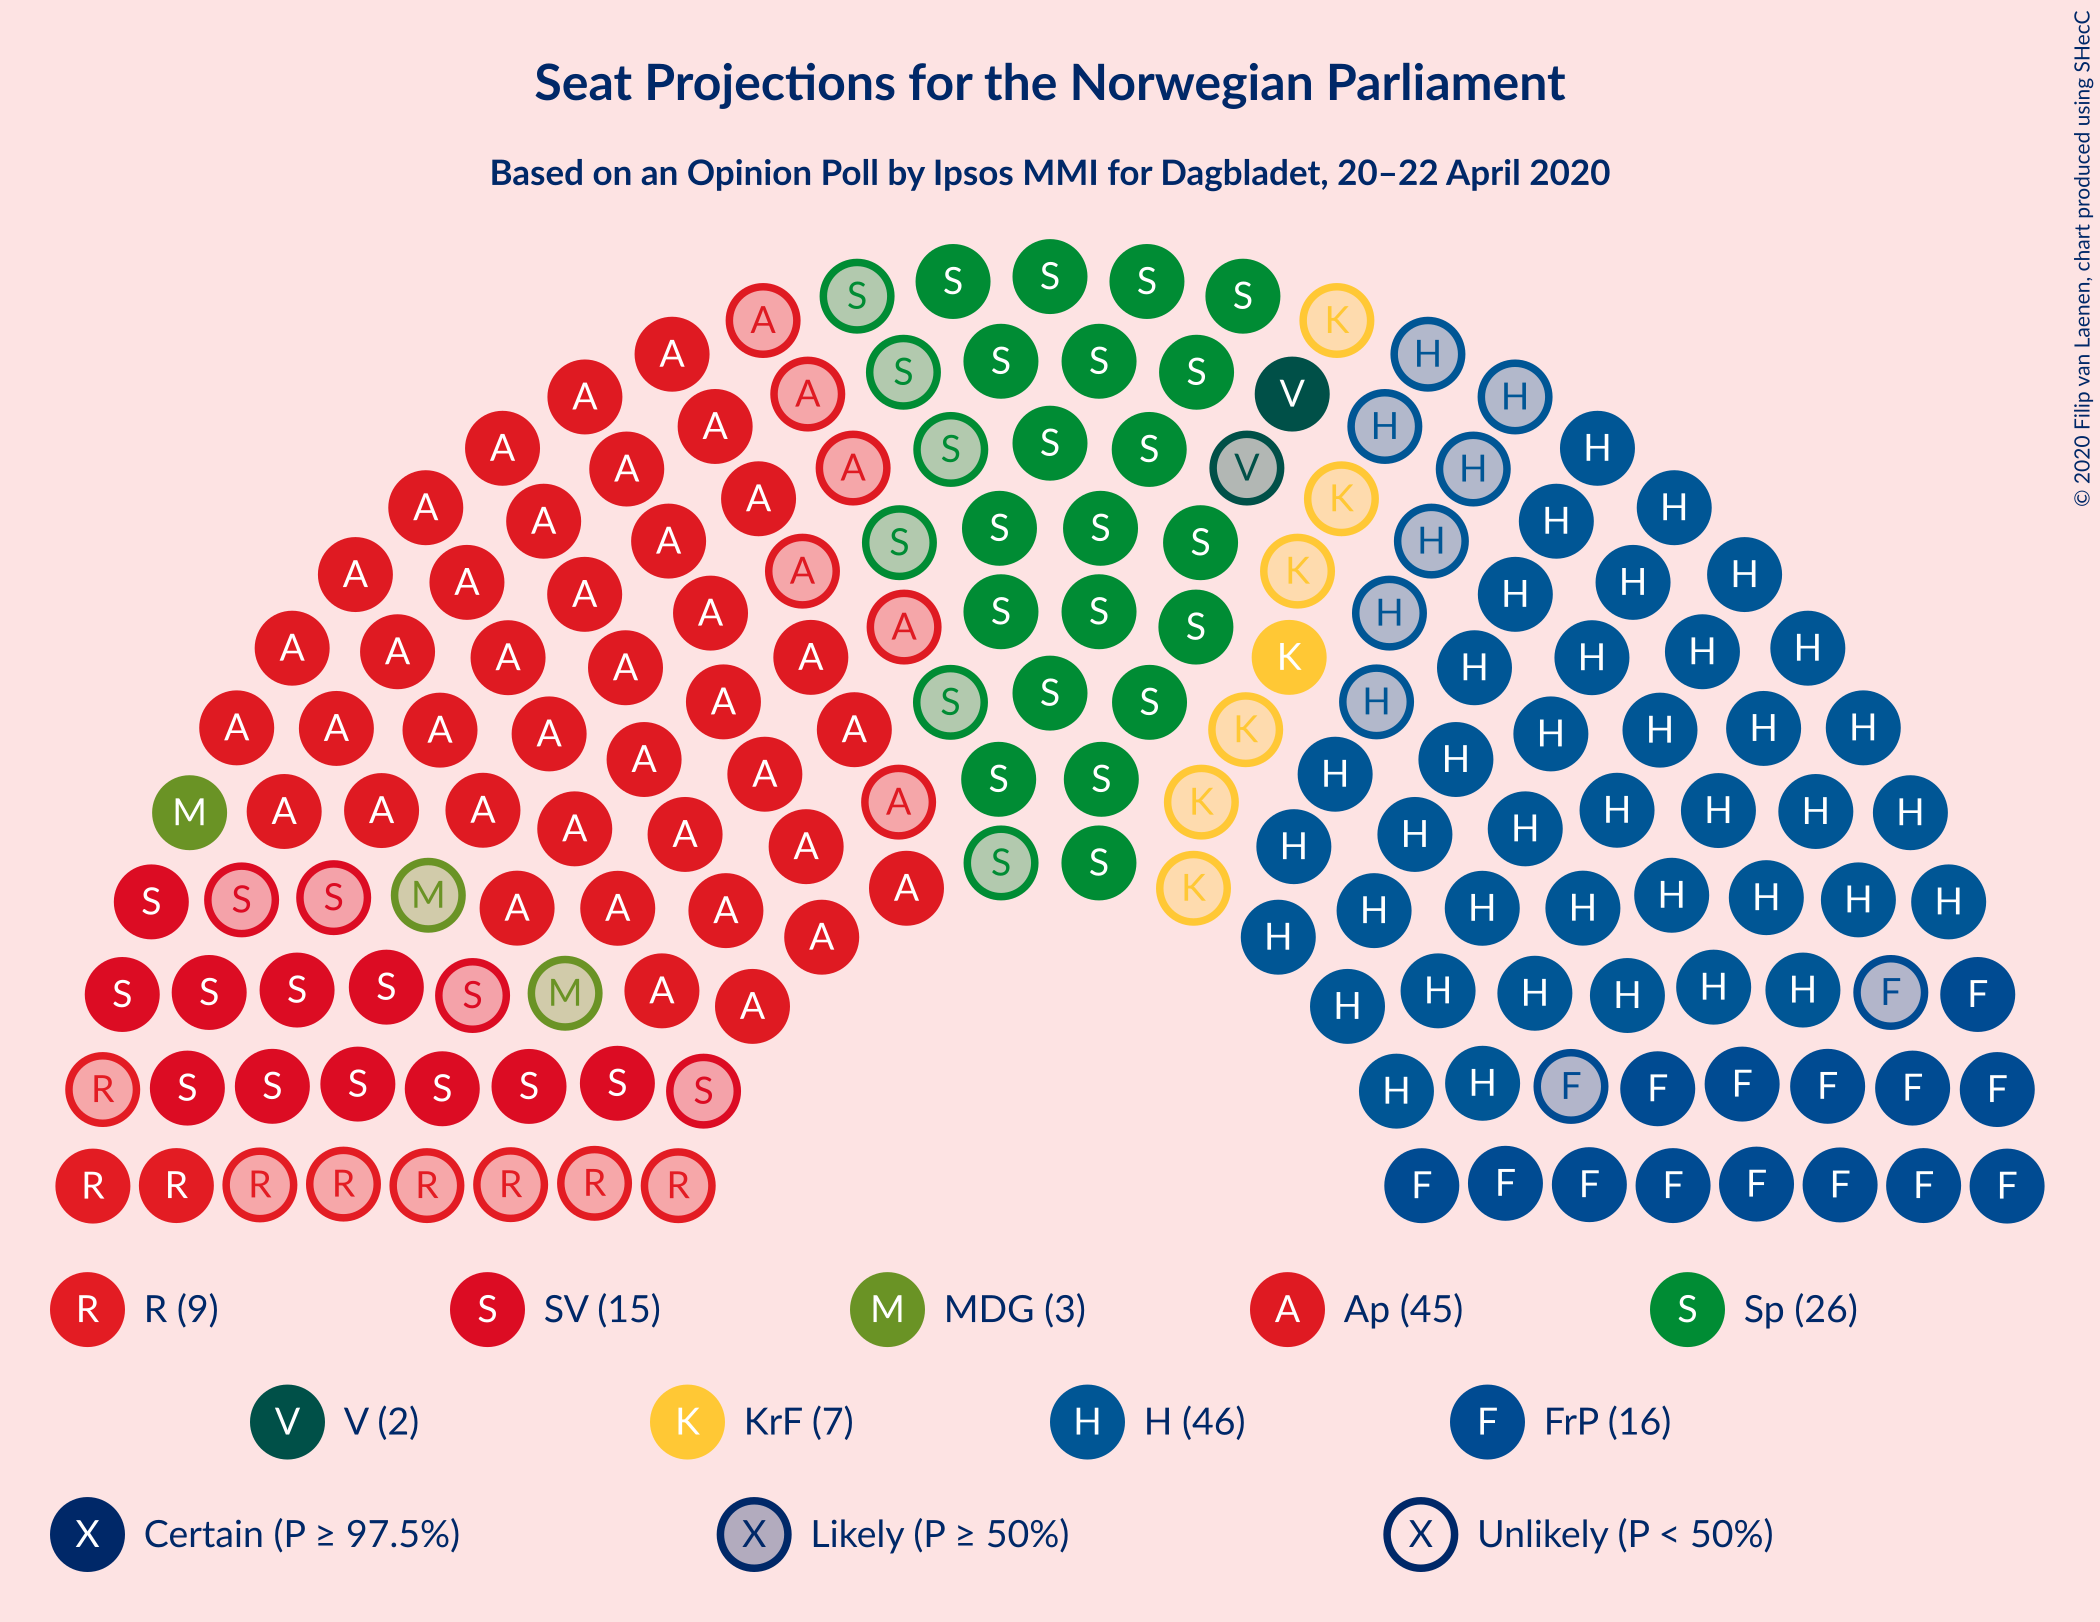 © 2020 Filip van Laenen, chart produced using SHecC
Seat Projections for the Norwegian Parliament
Based on an Opinion Poll by Ipsos MMI for Dagbladet, 20–22 April 2020
A S S S S S K
A A A S S S S V H H
A A A A S S S V H H H
A A A A S S S S K H H H
A A A A A A S S S K H H H H
A A A A A A S S S K H H H H H
A A A A A A A S S K H H H H H H
M A A A A A A A K H H H H H H H
S S S M A A A A A S S K H H H H H H H H
S S S S S M A A H H H H H H F F
R S S S S S S S H H F F F F F F
R R R R R R R R F F F F F F F F
R R (9) S SV (15) M MDG (3) A Ap (45) S Sp (26)
V V (2) K KrF (7) H H (46) F FrP (16)
X Certain (P ≥ 97.5%) X Likely (P ≥ 50%) X Unlikely (P < 50%)